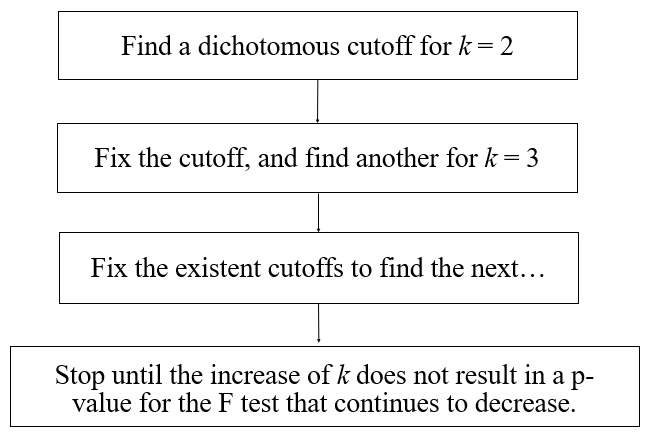 Find a dichotomous cutoff for k = 2
Fix the cutoff, and find another for k = 3
Fix the existent cutoffs to find the next…
Stop until the increase of k does not result in a p-
value for the F test that continues to decrease.